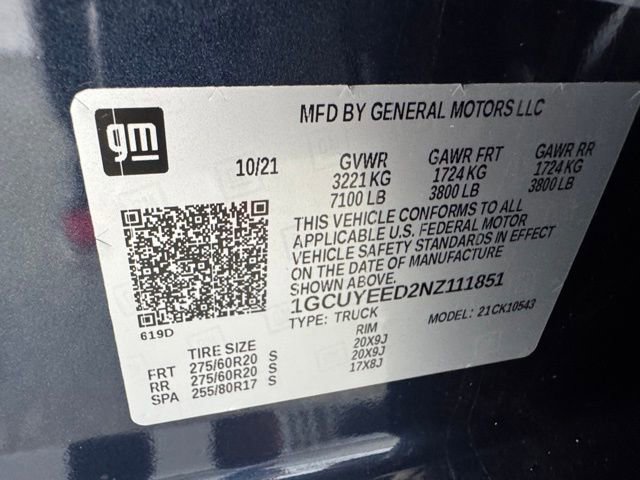 gm
MFD BY GENERAL MOTORS LLC
10/21
GVWR GAWR FRT GAWR RR
3221 KG 1724 KG 1724 KG
7100 LB 3800 LB 3800 LB
THIS VEHICLE CONFORMS TO ALL
APPLICABLE U.S. FEDERAL MOTOR
VEHICLE SAFETY STANDARDS IN EFFECT
ON THE DATE OF MANUFACTURE
SHOWN ABOVE.
1GCUYEED2NZ111851
TYPE: TRUCK MODEL: 21CK10543
619D
TIRE SIZE RIM
FRT 275/60R20 S 20X9J
RR 275/60R20 S 20X9J
SPA 255/80R17 S 17X8J